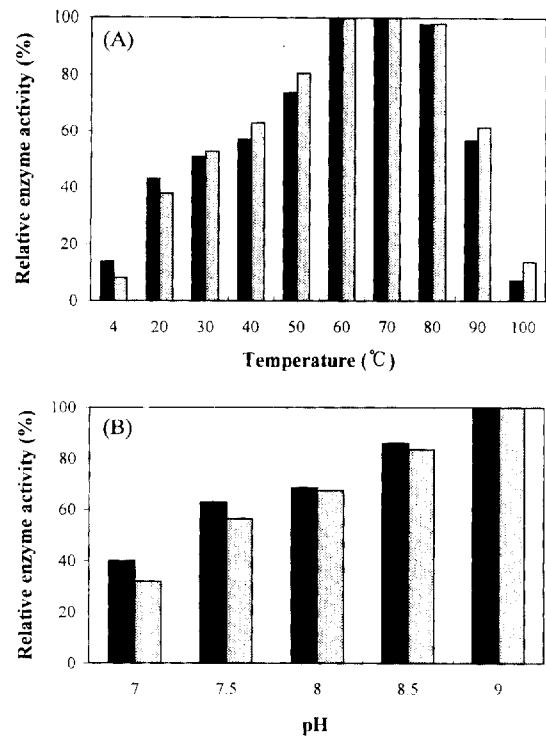 (A)
Relative enzyme activity (%)
100
80
60
40
20
0
4 20 30 40 50 60 70 80 90 100
Temperature (℃)
(B)
Relative enzyme activity (%)
100
80
60
40
20
0
7 7.5 8 8.5 9
pH